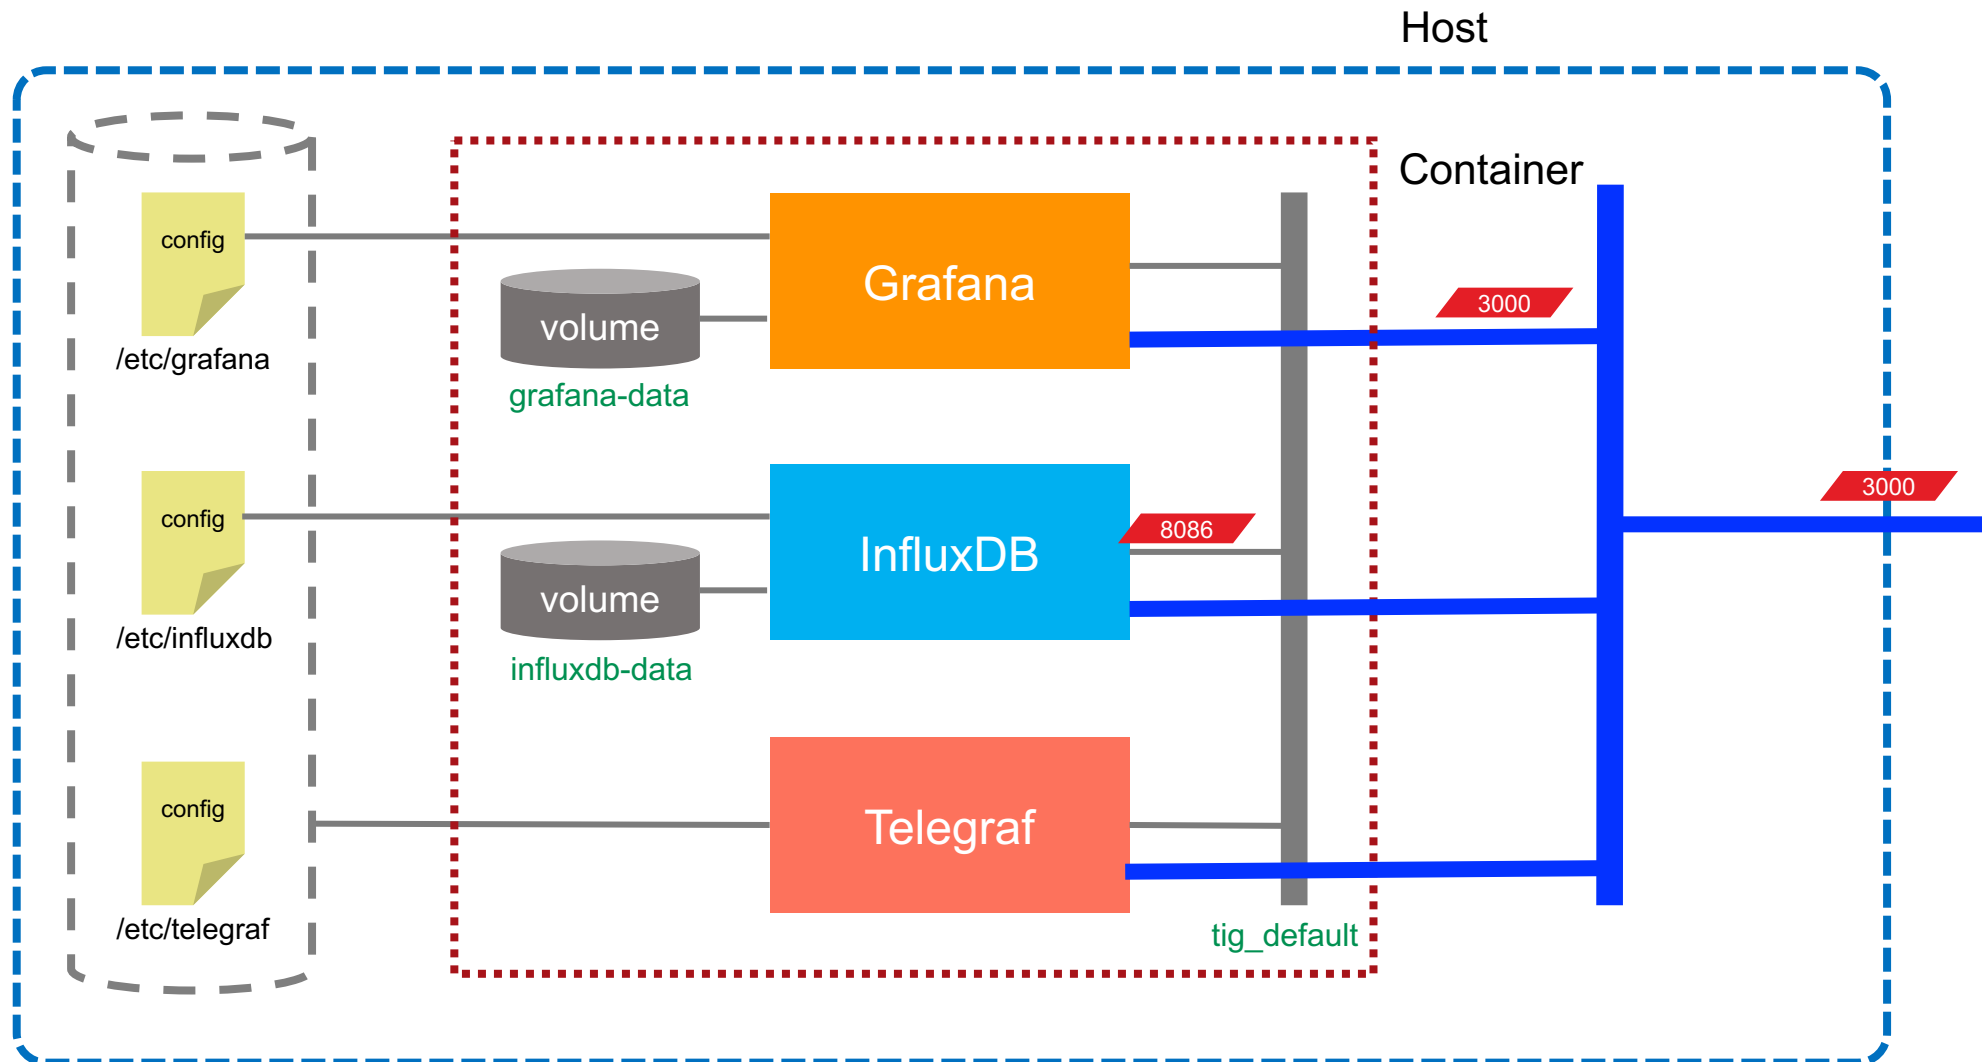 Host
Container
config
Grafana
3000
volume
/etc/grafana
grafana-data
config
3000
8086
InfluxDB
volume
/etc/influxdb
influxdb-data
config
Telegraf
/etc/telegraf
tig_default